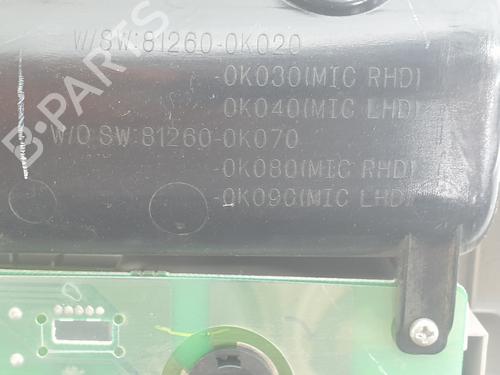 W/SW:81260-0K020
-0K030(MIC RHD)
-0K040(MIC LHD)
W/O SW:81260-0K070
-0K080(MIC RHD)
-0K090(MIC LHD)
B-PARTS
B-PARTS